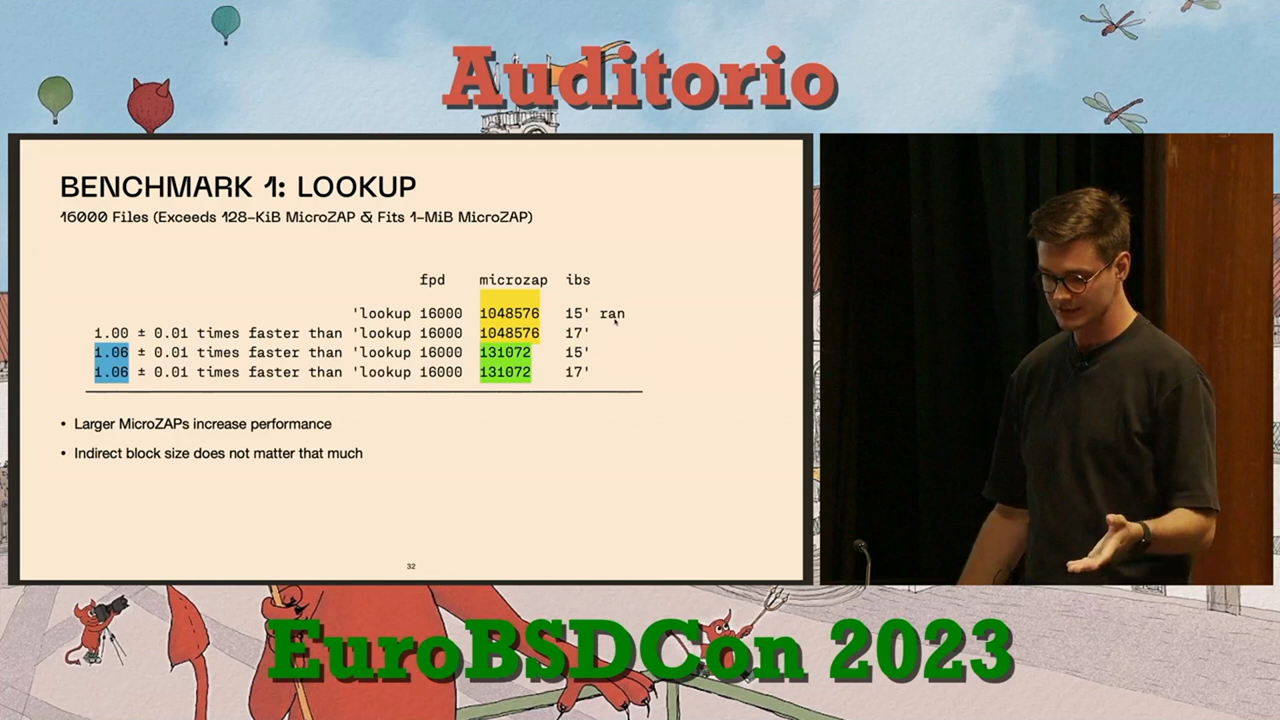 Auditorio
BENCHMARK 1: LOOKUP
16000 Files (Exceeds 128-KiB MicroZAP & Fits 1-MiB MicroZAP)
fpd microzap ibs
'lookup 16000 1048576 15' ran
1.00 ± 0.01 times faster than 'lookup 16000 1048576 17'
1.06 ± 0.01 times faster than 'lookup 16000 131072 15'
1.06 ± 0.01 times faster than 'lookup 16000 131072 17'
• Larger MicroZAPs increase performance
• Indirect block size does not matter that much
32
EuroBSDCon 2023